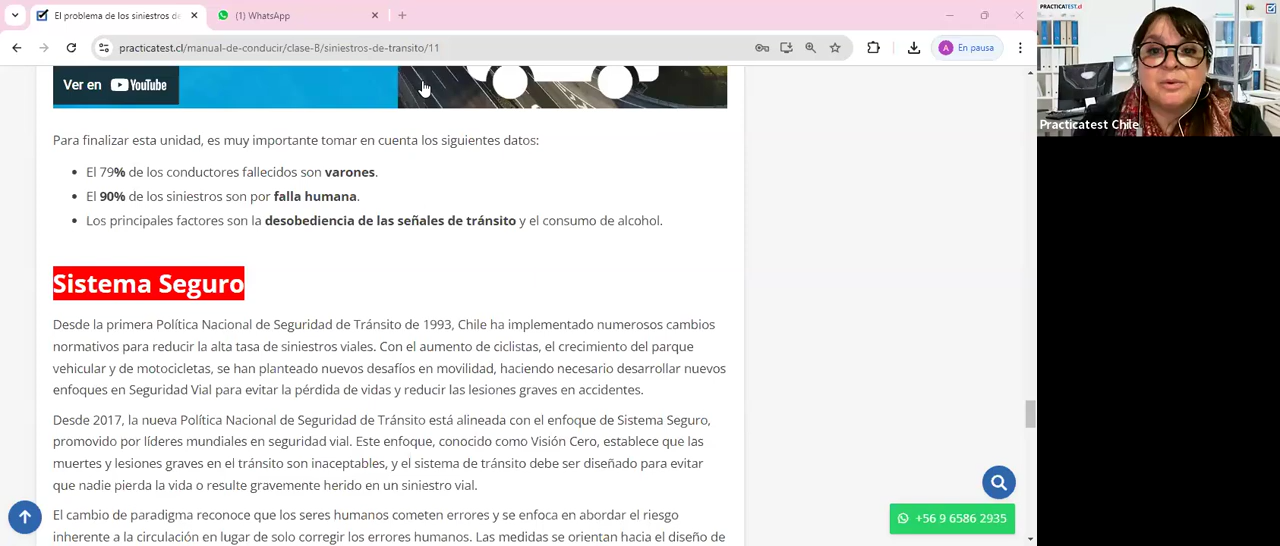 El problema de los siniestros de
(1) WhatsApp
practicatest.cl/manual-de-conducir/clase-B/siniestros-de-transito/11
A
En pausa
PRACTICATEST.cl
Practicatest Chile
Ver en YouTube
Para finalizar esta unidad, es muy importante tomar en cuenta los siguientes datos:
El 79% de los conductores fallecidos son varones.
El 90% de los siniestros son por falla humana.
Los principales factores son la desobediencia de las señales de tránsito y el consumo de alcohol.
Sistema Seguro
Desde la primera Política Nacional de Seguridad de Tránsito de 1993, Chile ha implementado numerosos cambios
normativos para reducir la alta tasa de siniestros viales. Con el aumento de ciclistas, el crecimiento del parque
vehicular y de motocicletas, se han planteado nuevos desafíos en movilidad, haciendo necesario desarrollar nuevos
enfoques en Seguridad Vial para evitar la pérdida de vidas y reducir las lesiones graves en accidentes.
Desde 2017, la nueva Política Nacional de Seguridad de Tránsito está alineada con el enfoque de Sistema Seguro,
promovido por líderes mundiales en seguridad vial. Este enfoque, conocido como Visión Cero, establece que las
muertes y lesiones graves en el tránsito son inaceptables, y el sistema de tránsito debe ser diseñado para evitar
que nadie pierda la vida o resulte gravemente herido en un siniestro vial.
El cambio de paradigma reconoce que los seres humanos cometen errores y se enfoca en abordar el riesgo
inherente a la circulación en lugar de solo corregir los errores humanos. Las medidas se orientan hacia el diseño de
+56 9 6586 2935